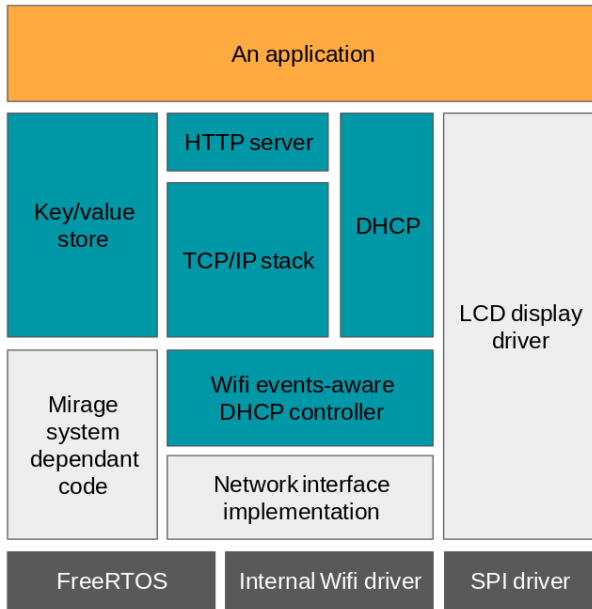 An application
HTTP server
Key/value
store
TCP/IP stack
DHCP
LCD display
driver
Mirage
system
dependant
code
Wifi events-aware
DHCP controller
Network interface
implementation
FreeRTOS
Internal Wifi driver
SPI driver